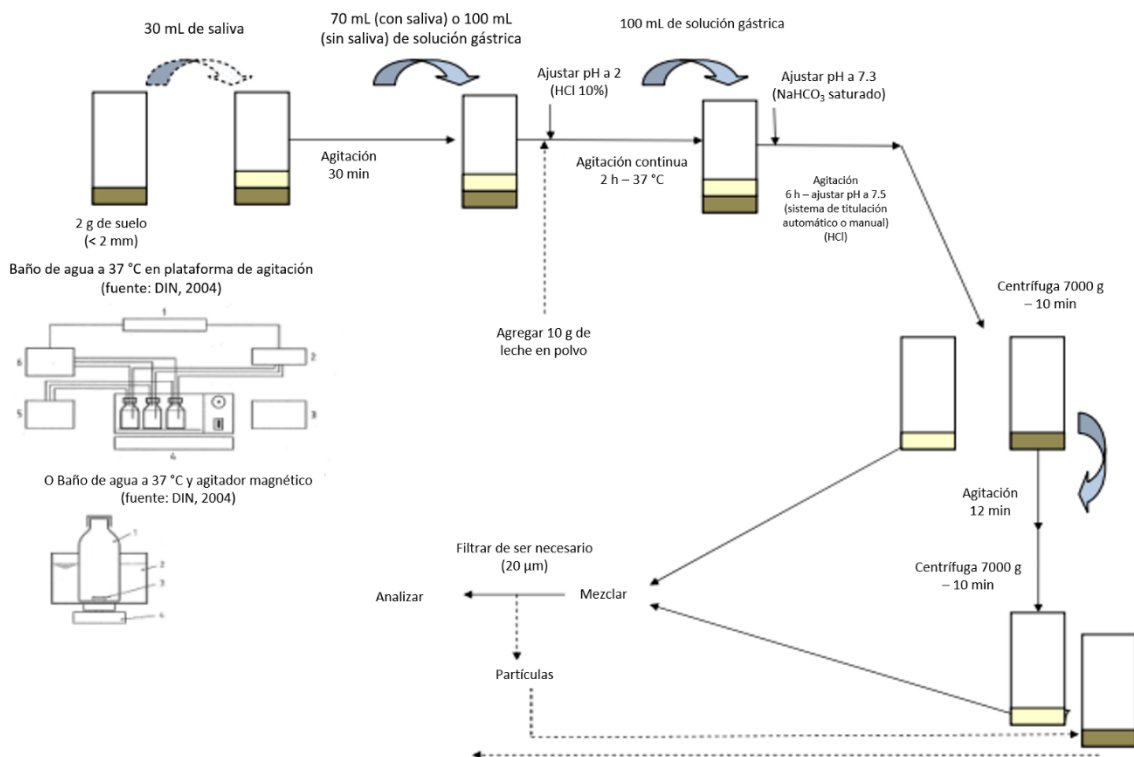 30 mL de saliva
70 mL (con saliva) o 100 mL
(sin saliva) de solución gástrica
100 mL de solución gástrica
Ajustar pH a 2
(HCl 10%)
Ajustar pH a 7.3
(NaHCO₃ saturado)
Agitación
30 min
Agitación continua
2 h – 37 °C
Agitación
6 h – ajustar pH a 7.5
(sistema de titulación
automático o manual)
(HCl)
2 g de suelo
(< 2 mm)
Baño de agua a 37 °C en plataforma de agitación
(fuente: DIN, 2004)
Agregar 10 g de
leche en polvo
Centrífuga 7000 g
– 10 min
1
6
2
5
4
O Baño de agua a 37 °C y agitador magnético
(fuente: DIN, 2004)
1
2
3
4
Agitación
12 min
Centrífuga 7000 g
– 10 min
Filtrar de ser necesario
(20 µm)
Analizar
Mezclar
Partículas